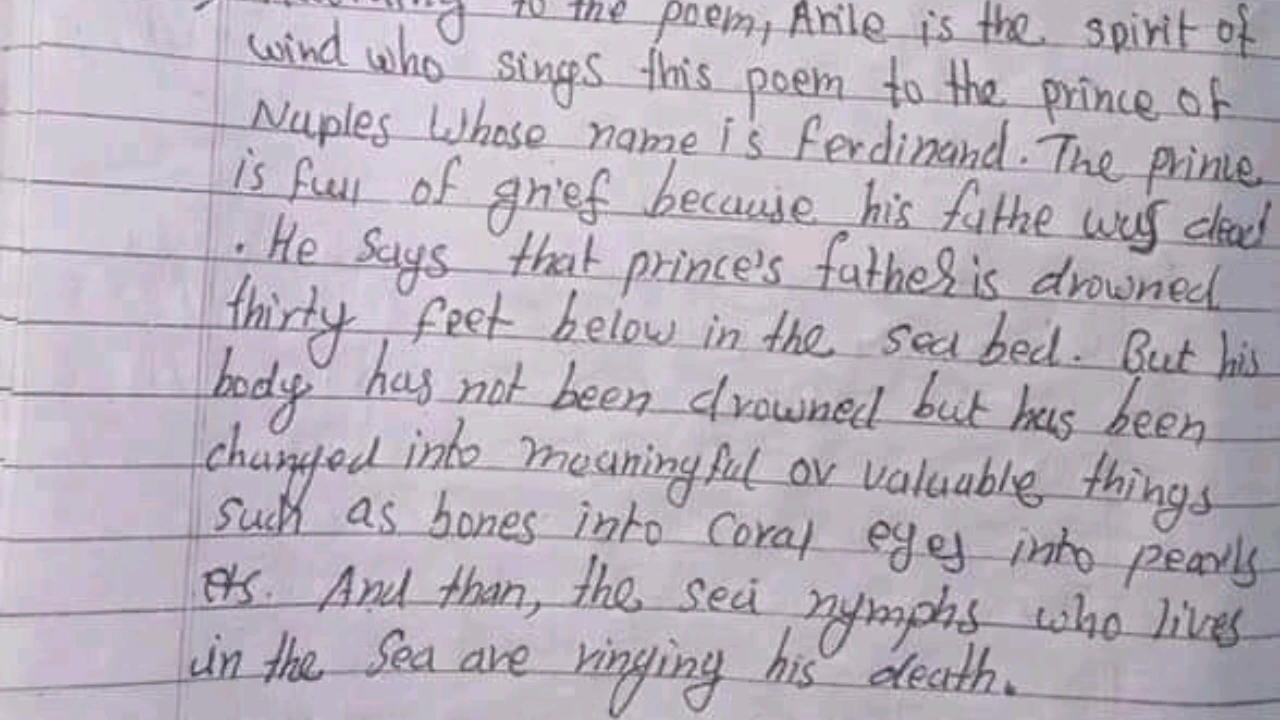 to the poem, Arile is the spirit of
wind who sings this poem to the prince of
Naples Whose name is Ferdinand. The prince
is full of grief because his fathe was dead
. He says that prince's father is drowned
thirty feet below in the sea bed. But his
body has not been drowned but has been
changed into meaningful or valuable things
such as bones into coral eyes into pearls
ets. And than, the sea nymphs who lives
in the sea are ringing his death.